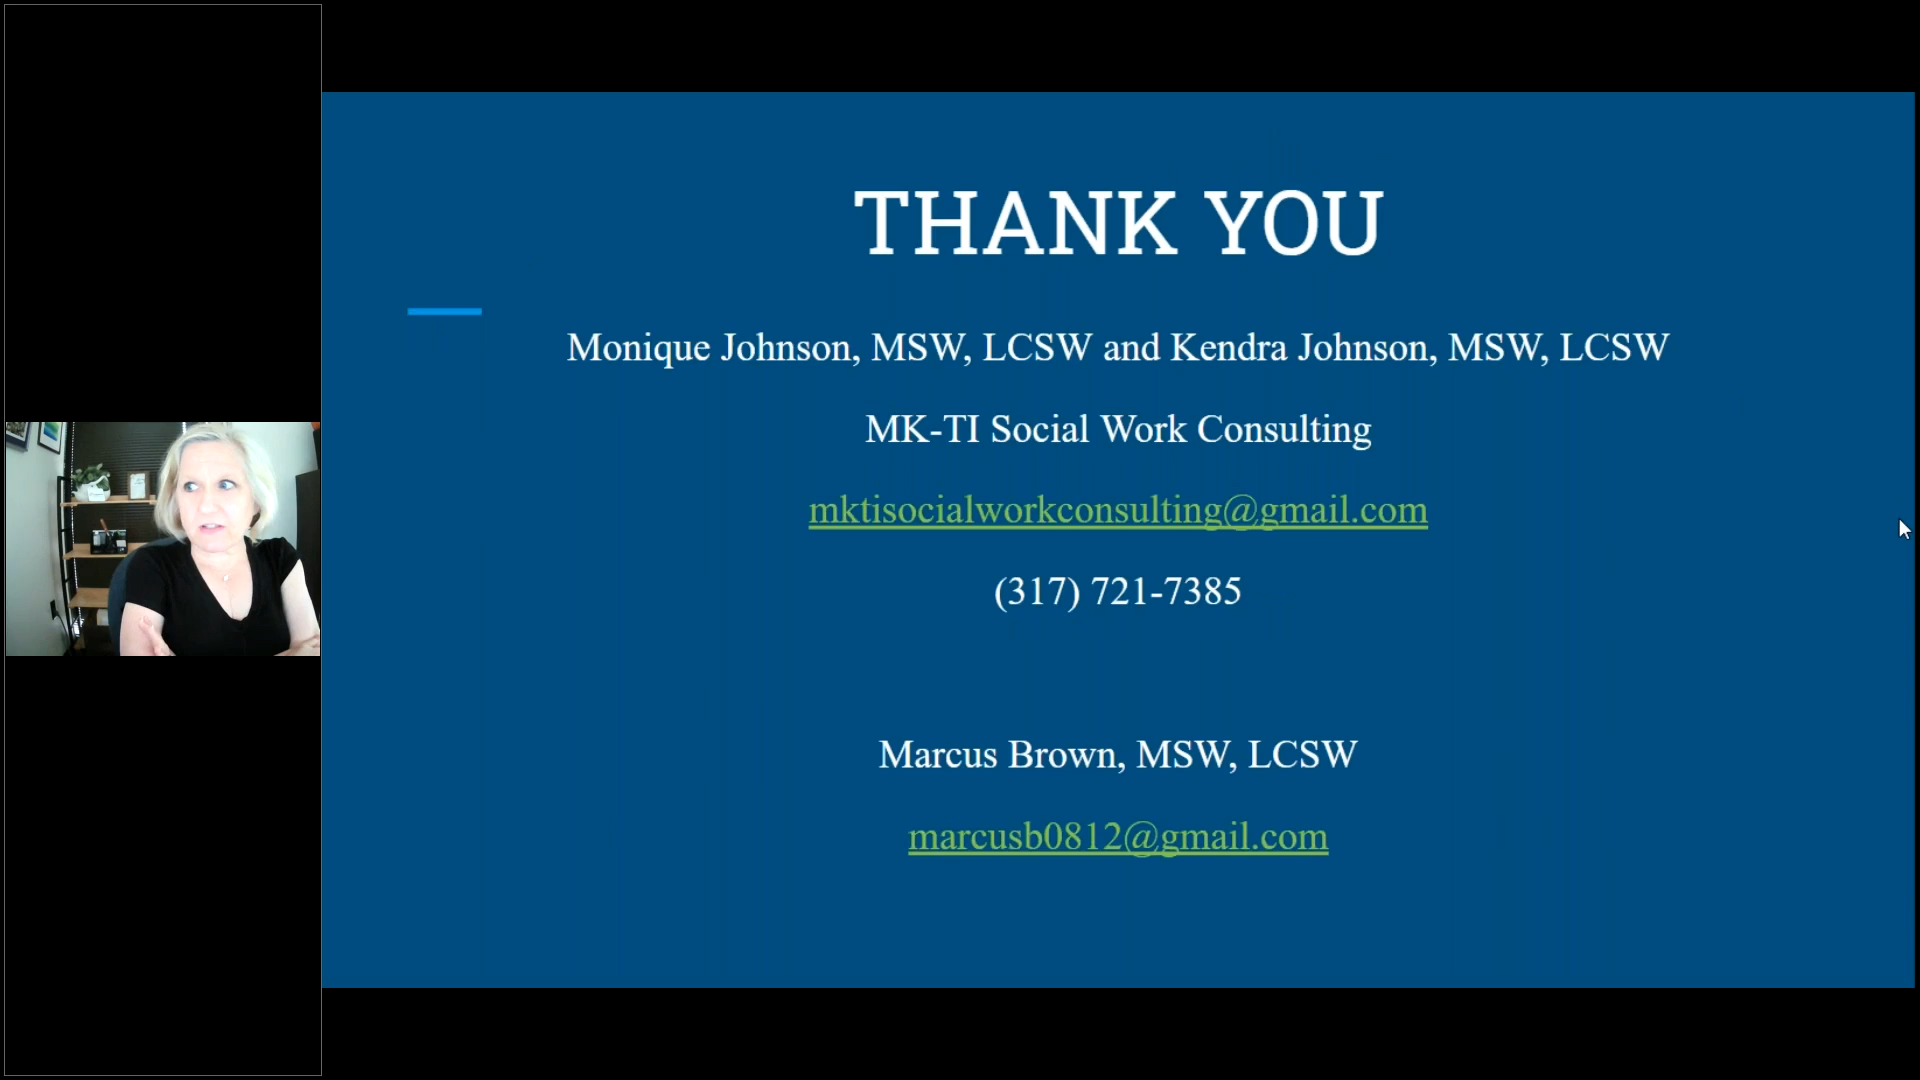 THANK YOU
Monique Johnson, MSW, LCSW and Kendra Johnson, MSW, LCSW
MK-TI Social Work Consulting
mktisocialworkconsulting@gmail.com
(317) 721-7385
Marcus Brown, MSW, LCSW
marcusb0812@gmail.com